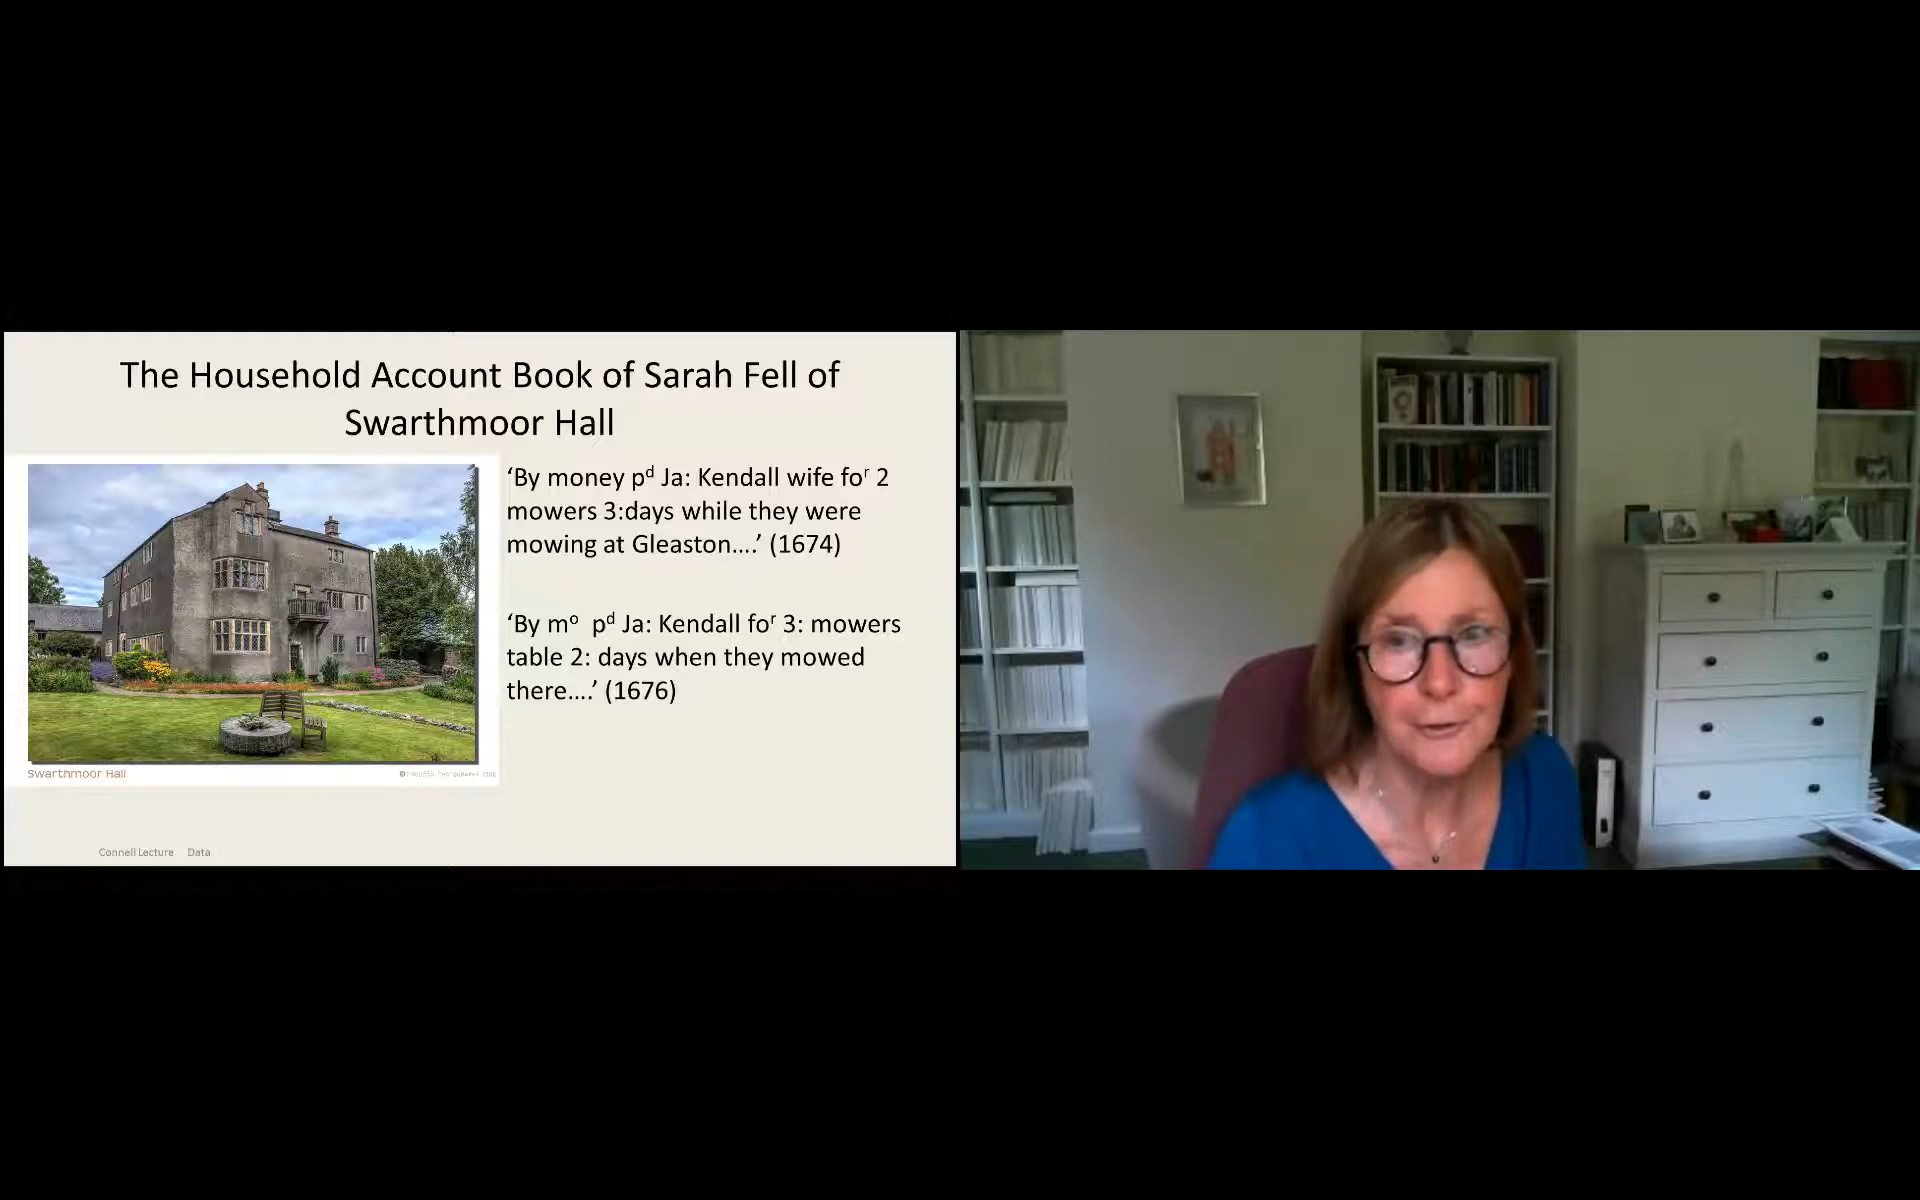 The Household Account Book of Sarah Fell of
Swarthmoor Hall
‘By money pᵈ Ja: Kendall wife foʳ 2
mowers 3:days while they were
mowing at Gleaston....’ (1674)
‘By mᵒ pᵈ Ja: Kendall foʳ 3: mowers
table 2: days when they mowed
there....’ (1676)
Swarthmoor Hall
Connell Lecture Data